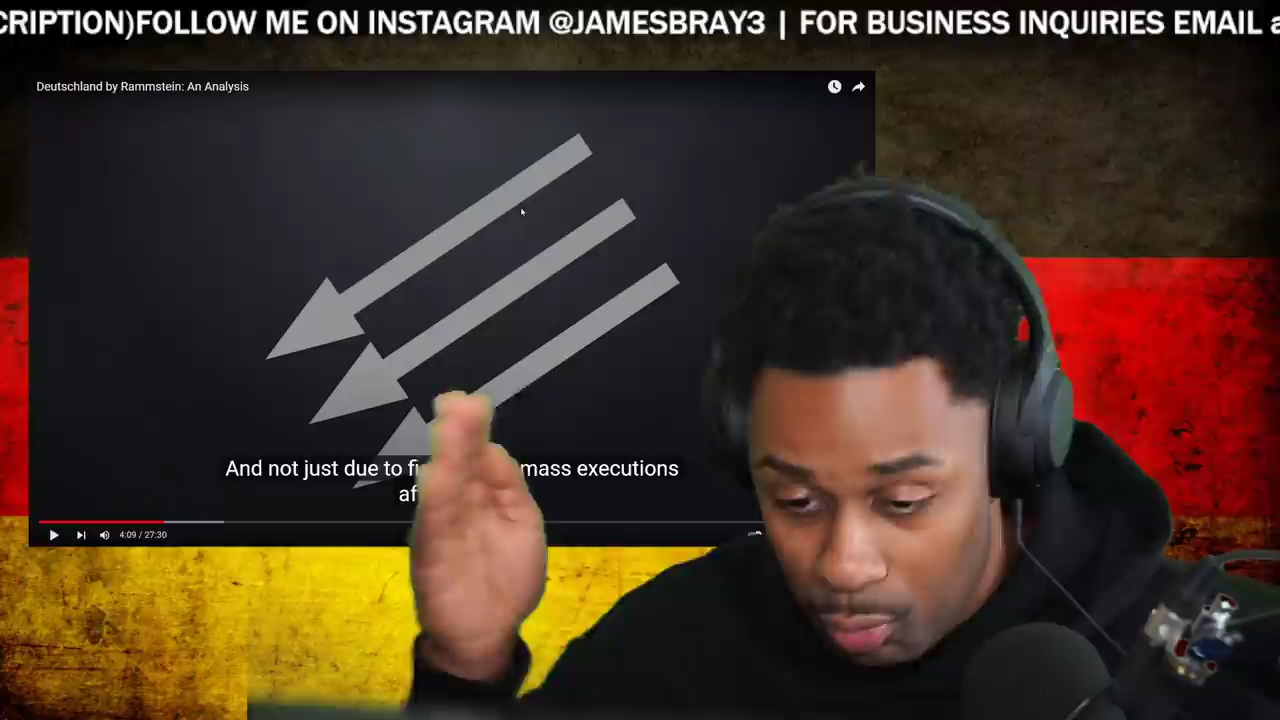 CRIPTION)FOLLOW ME ON INSTAGRAM @JAMESBRAY3 | FOR BUSINESS INQUIRIES EMAIL
Deutschland by Rammstein: An Analysis
And not just due to mass executions
4:09 / 27:30